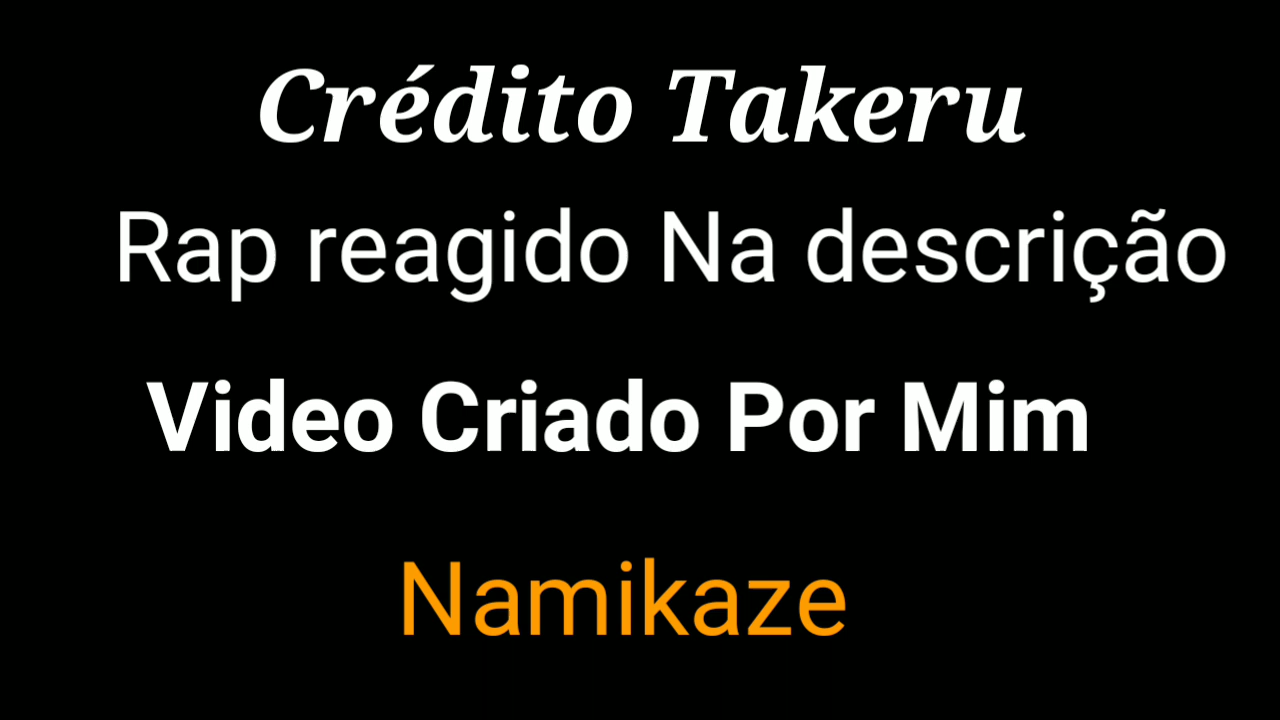 Crédito Takeru
Rap reagido Na descrição
Video Criado Por Mim
Namikaze